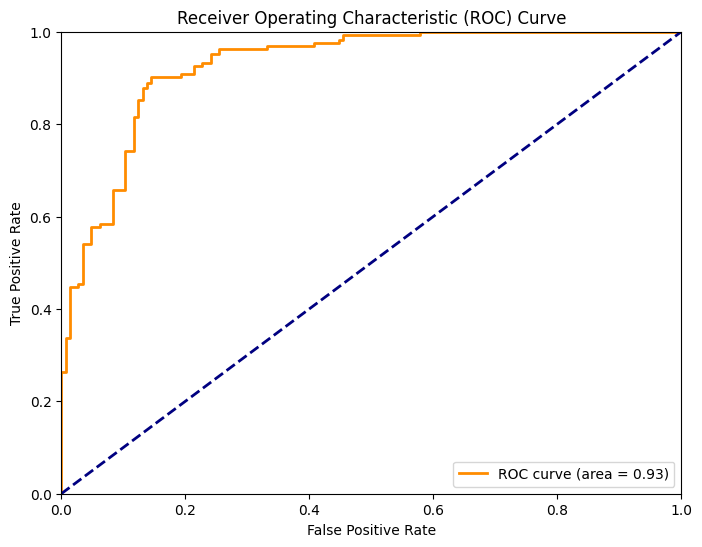 Receiver Operating Characteristic (ROC) Curve
1.0
0.8
0.6
0.4
0.2
0.0
True Positive Rate
ROC curve (area = 0.93)
0.0 0.2 0.4 0.6 0.8 1.0
False Positive Rate